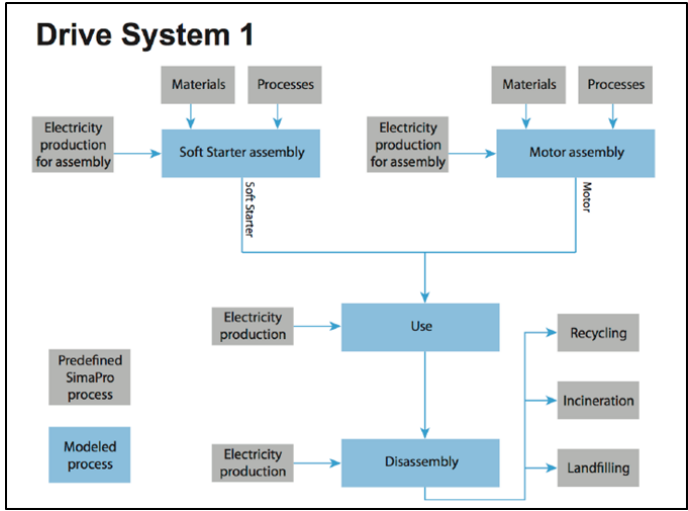 Drive System 1
Materials
Processes
Materials
Processes
Electricity
production
for assembly
Soft Starter assembly
Electricity
production
for assembly
Motor assembly
Soft Starter
Motor
Electricity
production
Use
Recycling
Predefined
SimaPro
process
Incineration
Modeled
process
Electricity
production
Disassembly
Landfilling